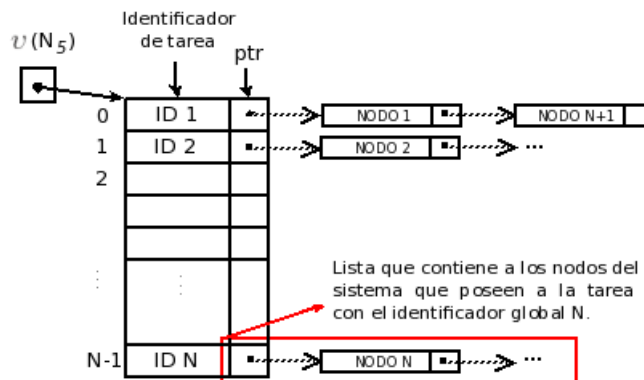 Identificador
de tarea
υ(N5)
ptr
0 ID 1 NODO 1 NODO N+1
1 ID 2 NODO 2 ...
2
⋮ ⋮
Lista que contiene a los nodos del
sistema que poseen a la tarea
con el identificador global N.
N-1 ID N NODO N ...